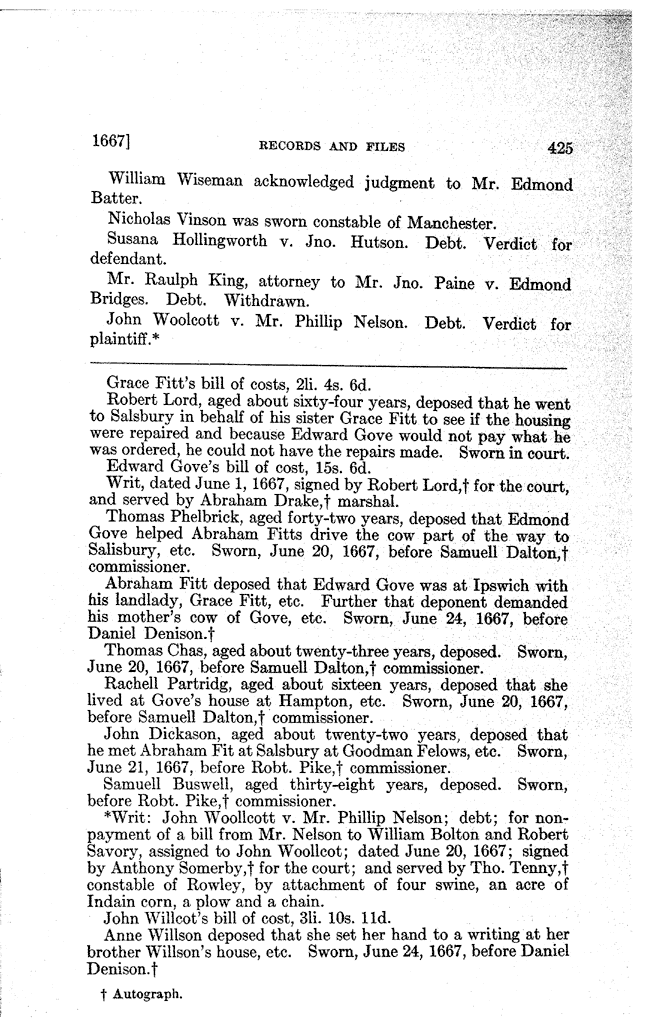 1667] RECORDS AND FILES 425
William Wiseman acknowledged judgment to Mr. Edmond
Batter.
Nicholas Vinson was sworn constable of Manchester.
Susana Hollingworth v. Jno. Hutson. Debt. Verdict for
defendant.
Mr. Raulph King, attorney to Mr. Jno. Paine v. Edmond
Bridges. Debt. Withdrawn.
John Woolcott v. Mr. Phillip Nelson. Debt. Verdict for
plaintiff.*
Grace Fitt's bill of costs, 2li. 4s. 6d.
Robert Lord, aged about sixty-four years, deposed that he went
to Salsbury in behalf of his sister Grace Fitt to see if the housing
were repaired and because Edward Gove would not pay what he
was ordered, he could not have the repairs made. Sworn in court.
Edward Gove's bill of cost, 15s. 6d.
Writ, dated June 1, 1667, signed by Robert Lord,† for the court,
and served by Abraham Drake,† marshal.
Thomas Phelbrick, aged forty-two years, deposed that Edmond
Gove helped Abraham Fitts drive the cow part of the way to
Salisbury, etc. Sworn, June 20, 1667, before Samuell Dalton,†
commissioner.
Abraham Fitt deposed that Edward Gove was at Ipswich with
his landlady, Grace Fitt, etc. Further that deponent demanded
his mother's cow of Gove, etc. Sworn, June 24, 1667, before
Daniel Denison.†
Thomas Chas, aged about twenty-three years, deposed. Sworn,
June 20, 1667, before Samuell Dalton,† commissioner.
Rachell Partridg, aged about sixteen years, deposed that she
lived at Gove's house at Hampton, etc. Sworn, June 20, 1667,
before Samuell Dalton,† commissioner.
John Dickason, aged about twenty-two years, deposed that
he met Abraham Fit at Salsbury at Goodman Felows, etc. Sworn,
June 21, 1667, before Robt. Pike,† commissioner.
Samuell Buswell, aged thirty-eight years, deposed. Sworn,
before Robt. Pike,† commissioner.
*Writ: John Woollcott v. Mr. Phillip Nelson; debt; for non-
payment of a bill from Mr. Nelson to William Bolton and Robert
Savory, assigned to John Woollcot; dated June 20, 1667; signed
by Anthony Somerby,† for the court; and served by Tho. Tenny,†
constable of Rowley, by attachment of four swine, an acre of
Indain corn, a plow and a chain.
John Willcot's bill of cost, 3li. 10s. 11d.
Anne Willson deposed that she set her hand to a writing at her
brother Willson's house, etc. Sworn, June 24, 1667, before Daniel
Denison.†
† Autograph.